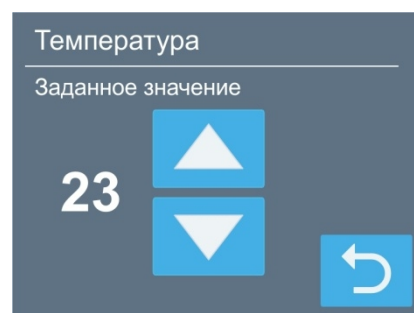 Температура
Заданное значение
23